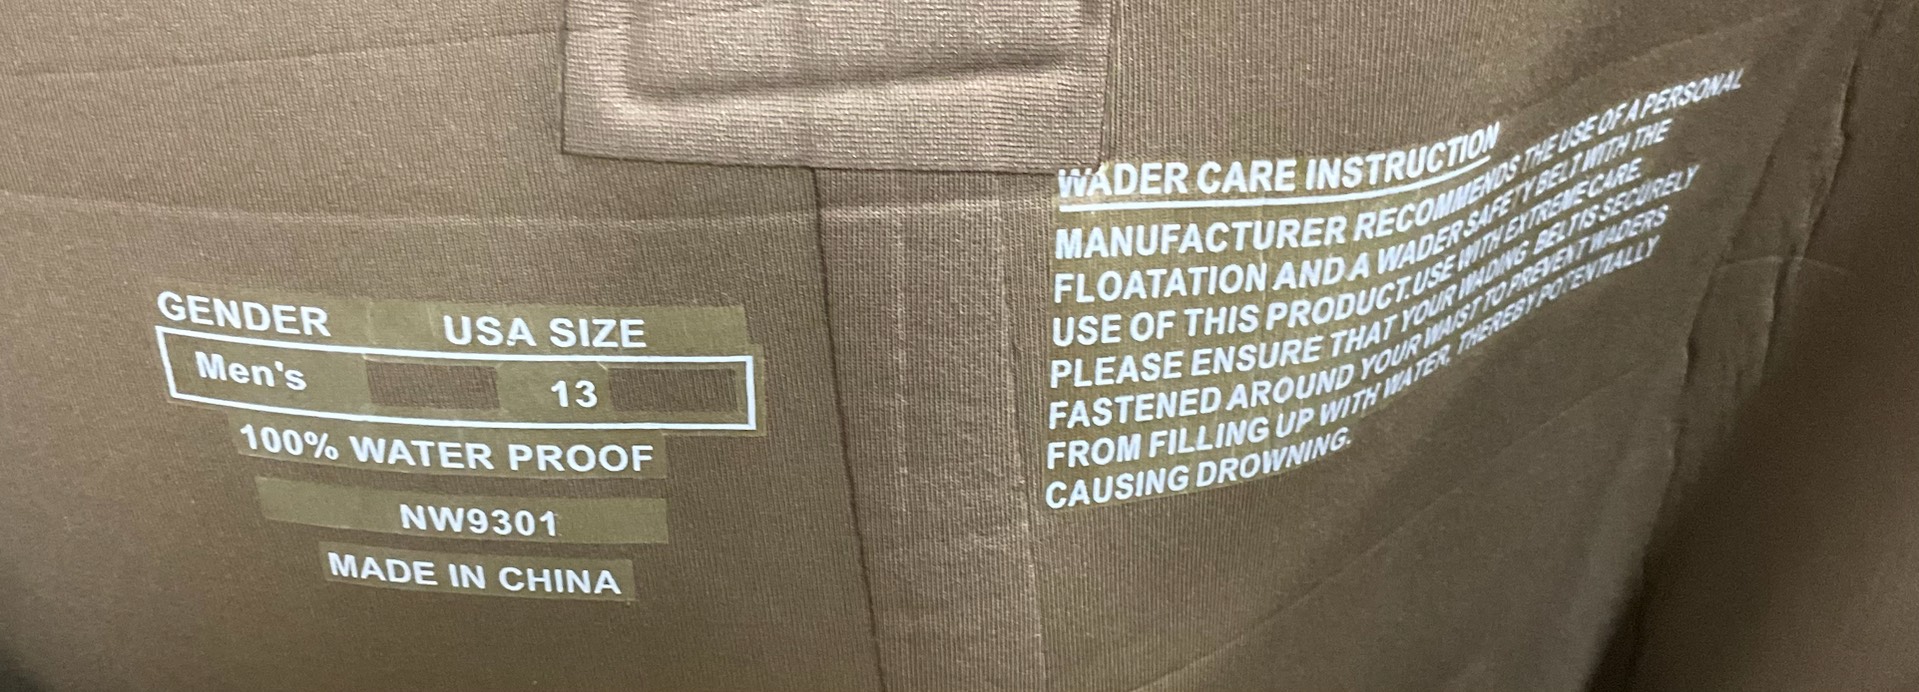 GENDER USA SIZE
Men's 13
100% WATER PROOF
NW9301
MADE IN CHINA
WADER CARE INSTRUCTION
MANUFACTURER RECOMMENDS THE USE OF A PERSONAL
FLOATATION AND A WADER SAFETY BELT WITH THE
USE OF THIS PRODUCT. USE WITH EXTREME CARE.
PLEASE ENSURE THAT YOUR WADING BELT IS SECURELY
FASTENED AROUND YOUR WAIST TO PREVENT WADERS
FROM FILLING UP WITH WATER, THEREBY POTENTIALLY
CAUSING DROWNING.